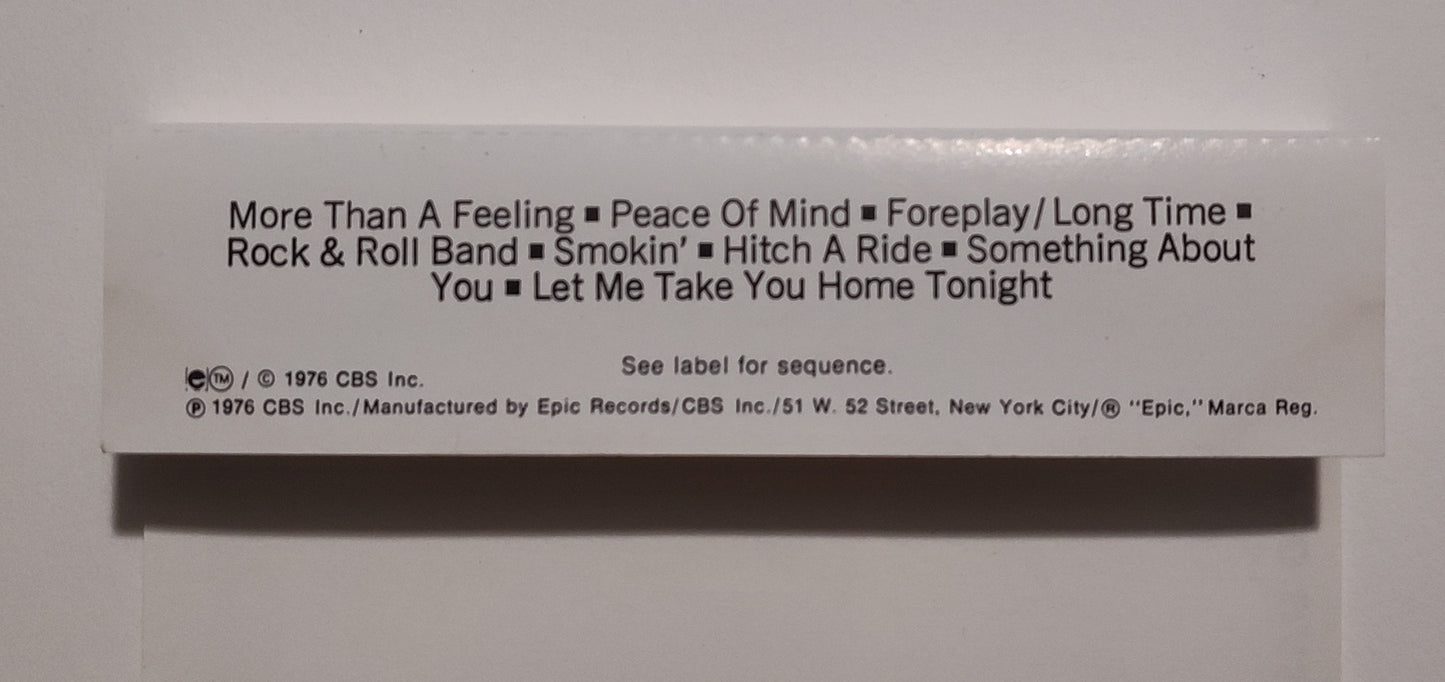 More Than A Feeling ■ Peace Of Mind ■ Foreplay/Long Time ■
Rock & Roll Band ■ Smokin' ■ Hitch A Ride ■ Something About
You ■ Let Me Take You Home Tonight
See label for sequence.
e™ / © 1976 CBS Inc.
℗ 1976 CBS Inc./Manufactured by Epic Records/CBS Inc./51 W. 52 Street, New York City/® "Epic," Marca Reg.